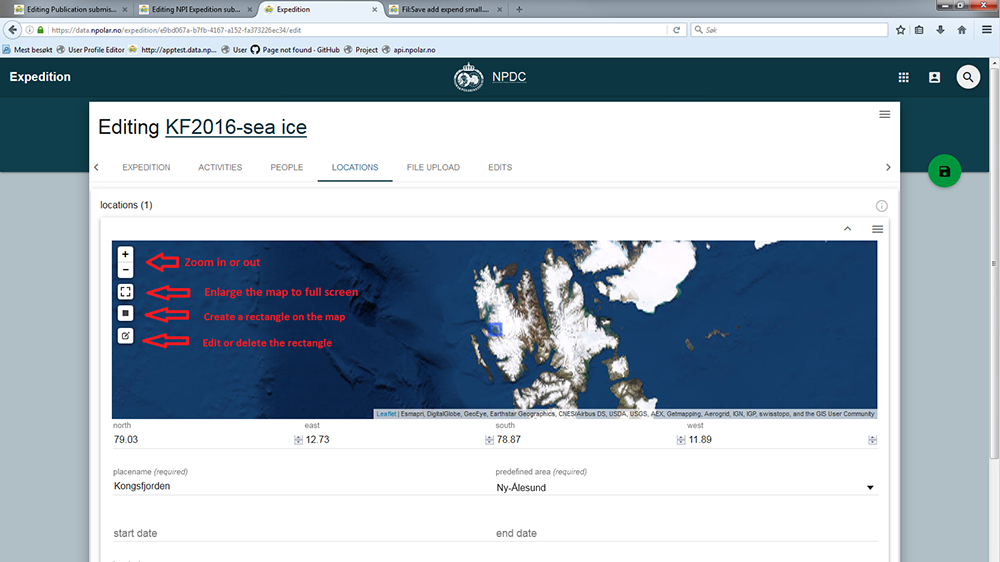 Editing Publication submis...
Editing NPI Expedition sub...
Expedition
Fil:Save add expend small....
https://data.npolar.no/expedition/e9bd067a-b7fb-4167-a152-fa373226ec34/edit
Søk
Mest besøkt
User Profile Editor
http://apptest.data.np...
User
Page not found · GitHub
Project
api.npolar.no
Expedition
NPDC
Editing KF2016-sea ice
EXPEDITION
ACTIVITIES
PEOPLE
LOCATIONS
FILE UPLOAD
EDITS
locations (1)
+
Zoom in or out
−
Enlarge the map to full screen
Create a rectangle on the map
Edit or delete the rectangle
Leaflet | Esmapri, DigitalGlobe, GeoEye, Earthstar Geographics, CNES/Airbus DS, USDA, USGS, AEX, Getmapping, Aerogrid, IGN, IGP, swisstopo, and the GIS User Community
north
east
south
west
79.03
12.73
78.87
11.89
placename (required)
predefined area (required)
Kongsfjorden
Ny-Ålesund
start date
end date